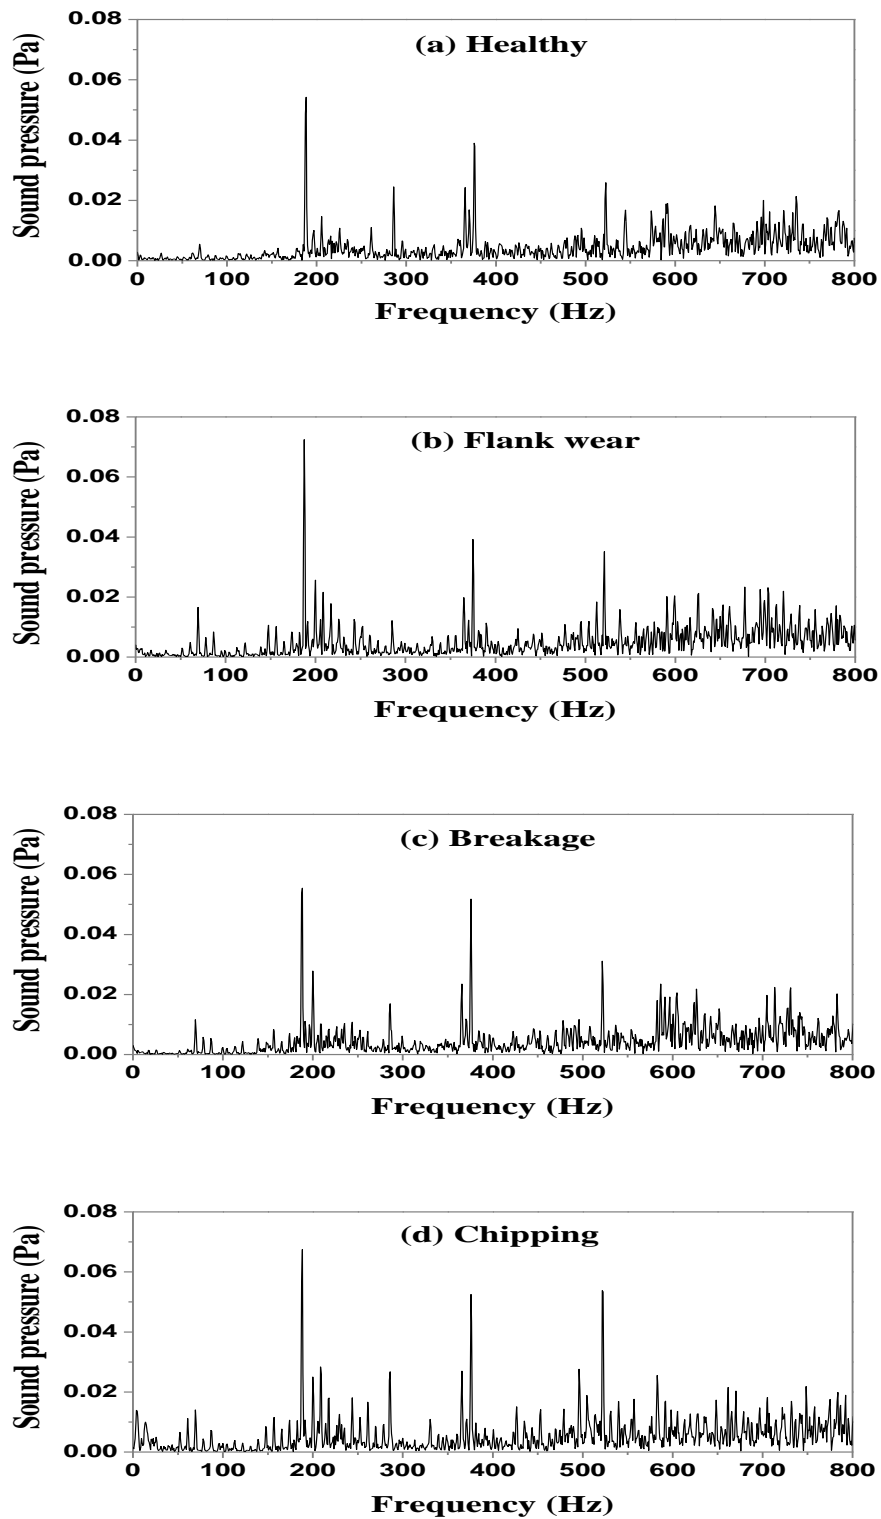 (a) Healthy
Sound pressure (Pa)
0.08
0.06
0.04
0.02
0.00
0 100 200 300 400 500 600 700 800
Frequency (Hz)
(b) Flank wear
Sound pressure (Pa)
0.08
0.06
0.04
0.02
0.00
0 100 200 300 400 500 600 700 800
Frequency (Hz)
(c) Breakage
Sound pressure (Pa)
0.08
0.06
0.04
0.02
0.00
0 100 200 300 400 500 600 700 800
Frequency (Hz)
(d) Chipping
Sound pressure (Pa)
0.08
0.06
0.04
0.02
0.00
0 100 200 300 400 500 600 700 800
Frequency (Hz)